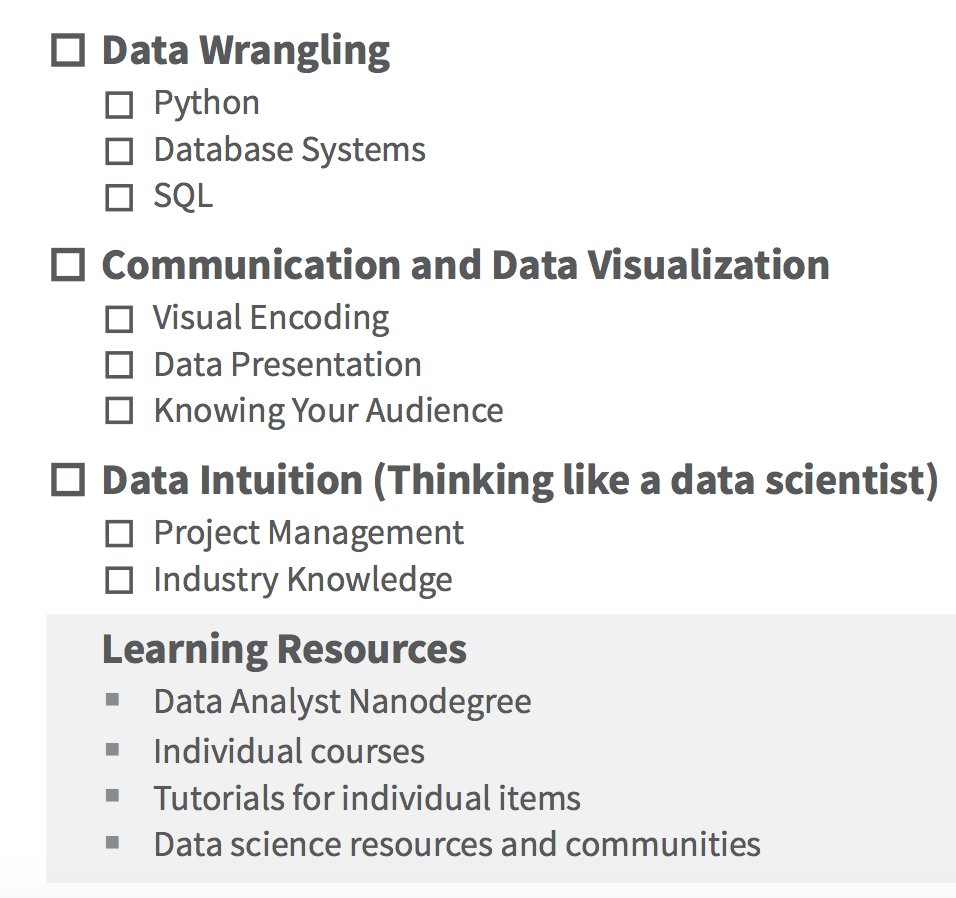 Data Wrangling
Python
Database Systems
SQL
Communication and Data Visualization
Visual Encoding
Data Presentation
Knowing Your Audience
Data Intuition (Thinking like a data scientist)
Project Management
Industry Knowledge
Learning Resources
Data Analyst Nanodegree
Individual courses
Tutorials for individual items
Data science resources and communities